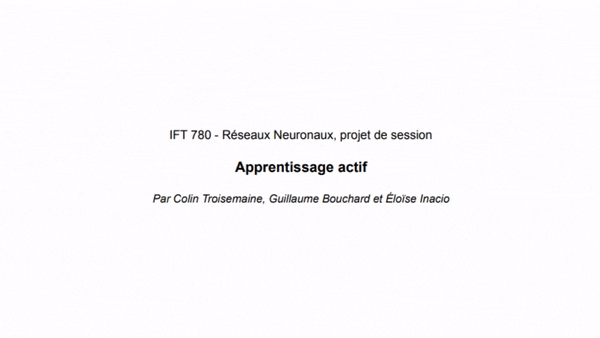 IFT 780 - Réseaux Neuronaux, projet de session
Apprentissage actif
Par Colin Troisemaine, Guillaume Bouchard et Éloïse Inacio